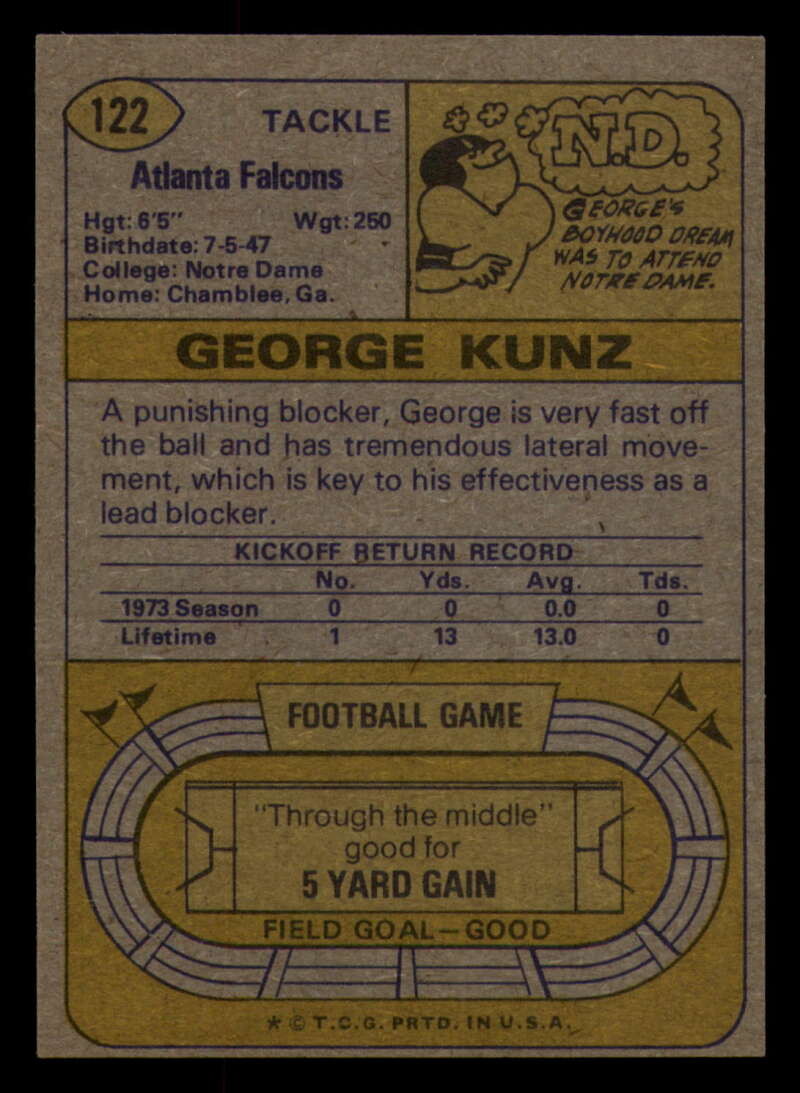 122
TACKLE
Atlanta Falcons
Hgt: 6'5" Wgt: 250
Birthdate: 7-5-47
College: Notre Dame
Home: Chamblee, Ga.
N.D.
GEORGE'S
BOYHOOD DREAM
WAS TO ATTEND
NOTRE DAME.
GEORGE KUNZ
A punishing blocker, George is very fast off
the ball and has tremendous lateral move-
ment, which is key to his effectiveness as a
lead blocker.
KICKOFF RETURN RECORD
No. Yds. Avg. Tds.
1973 Season 0 0 0.0 0
Lifetime 1 13 13.0 0
FOOTBALL GAME
"Through the middle"
good for
5 YARD GAIN
FIELD GOAL—GOOD
* © T.C.G. PRTD. IN U.S.A.